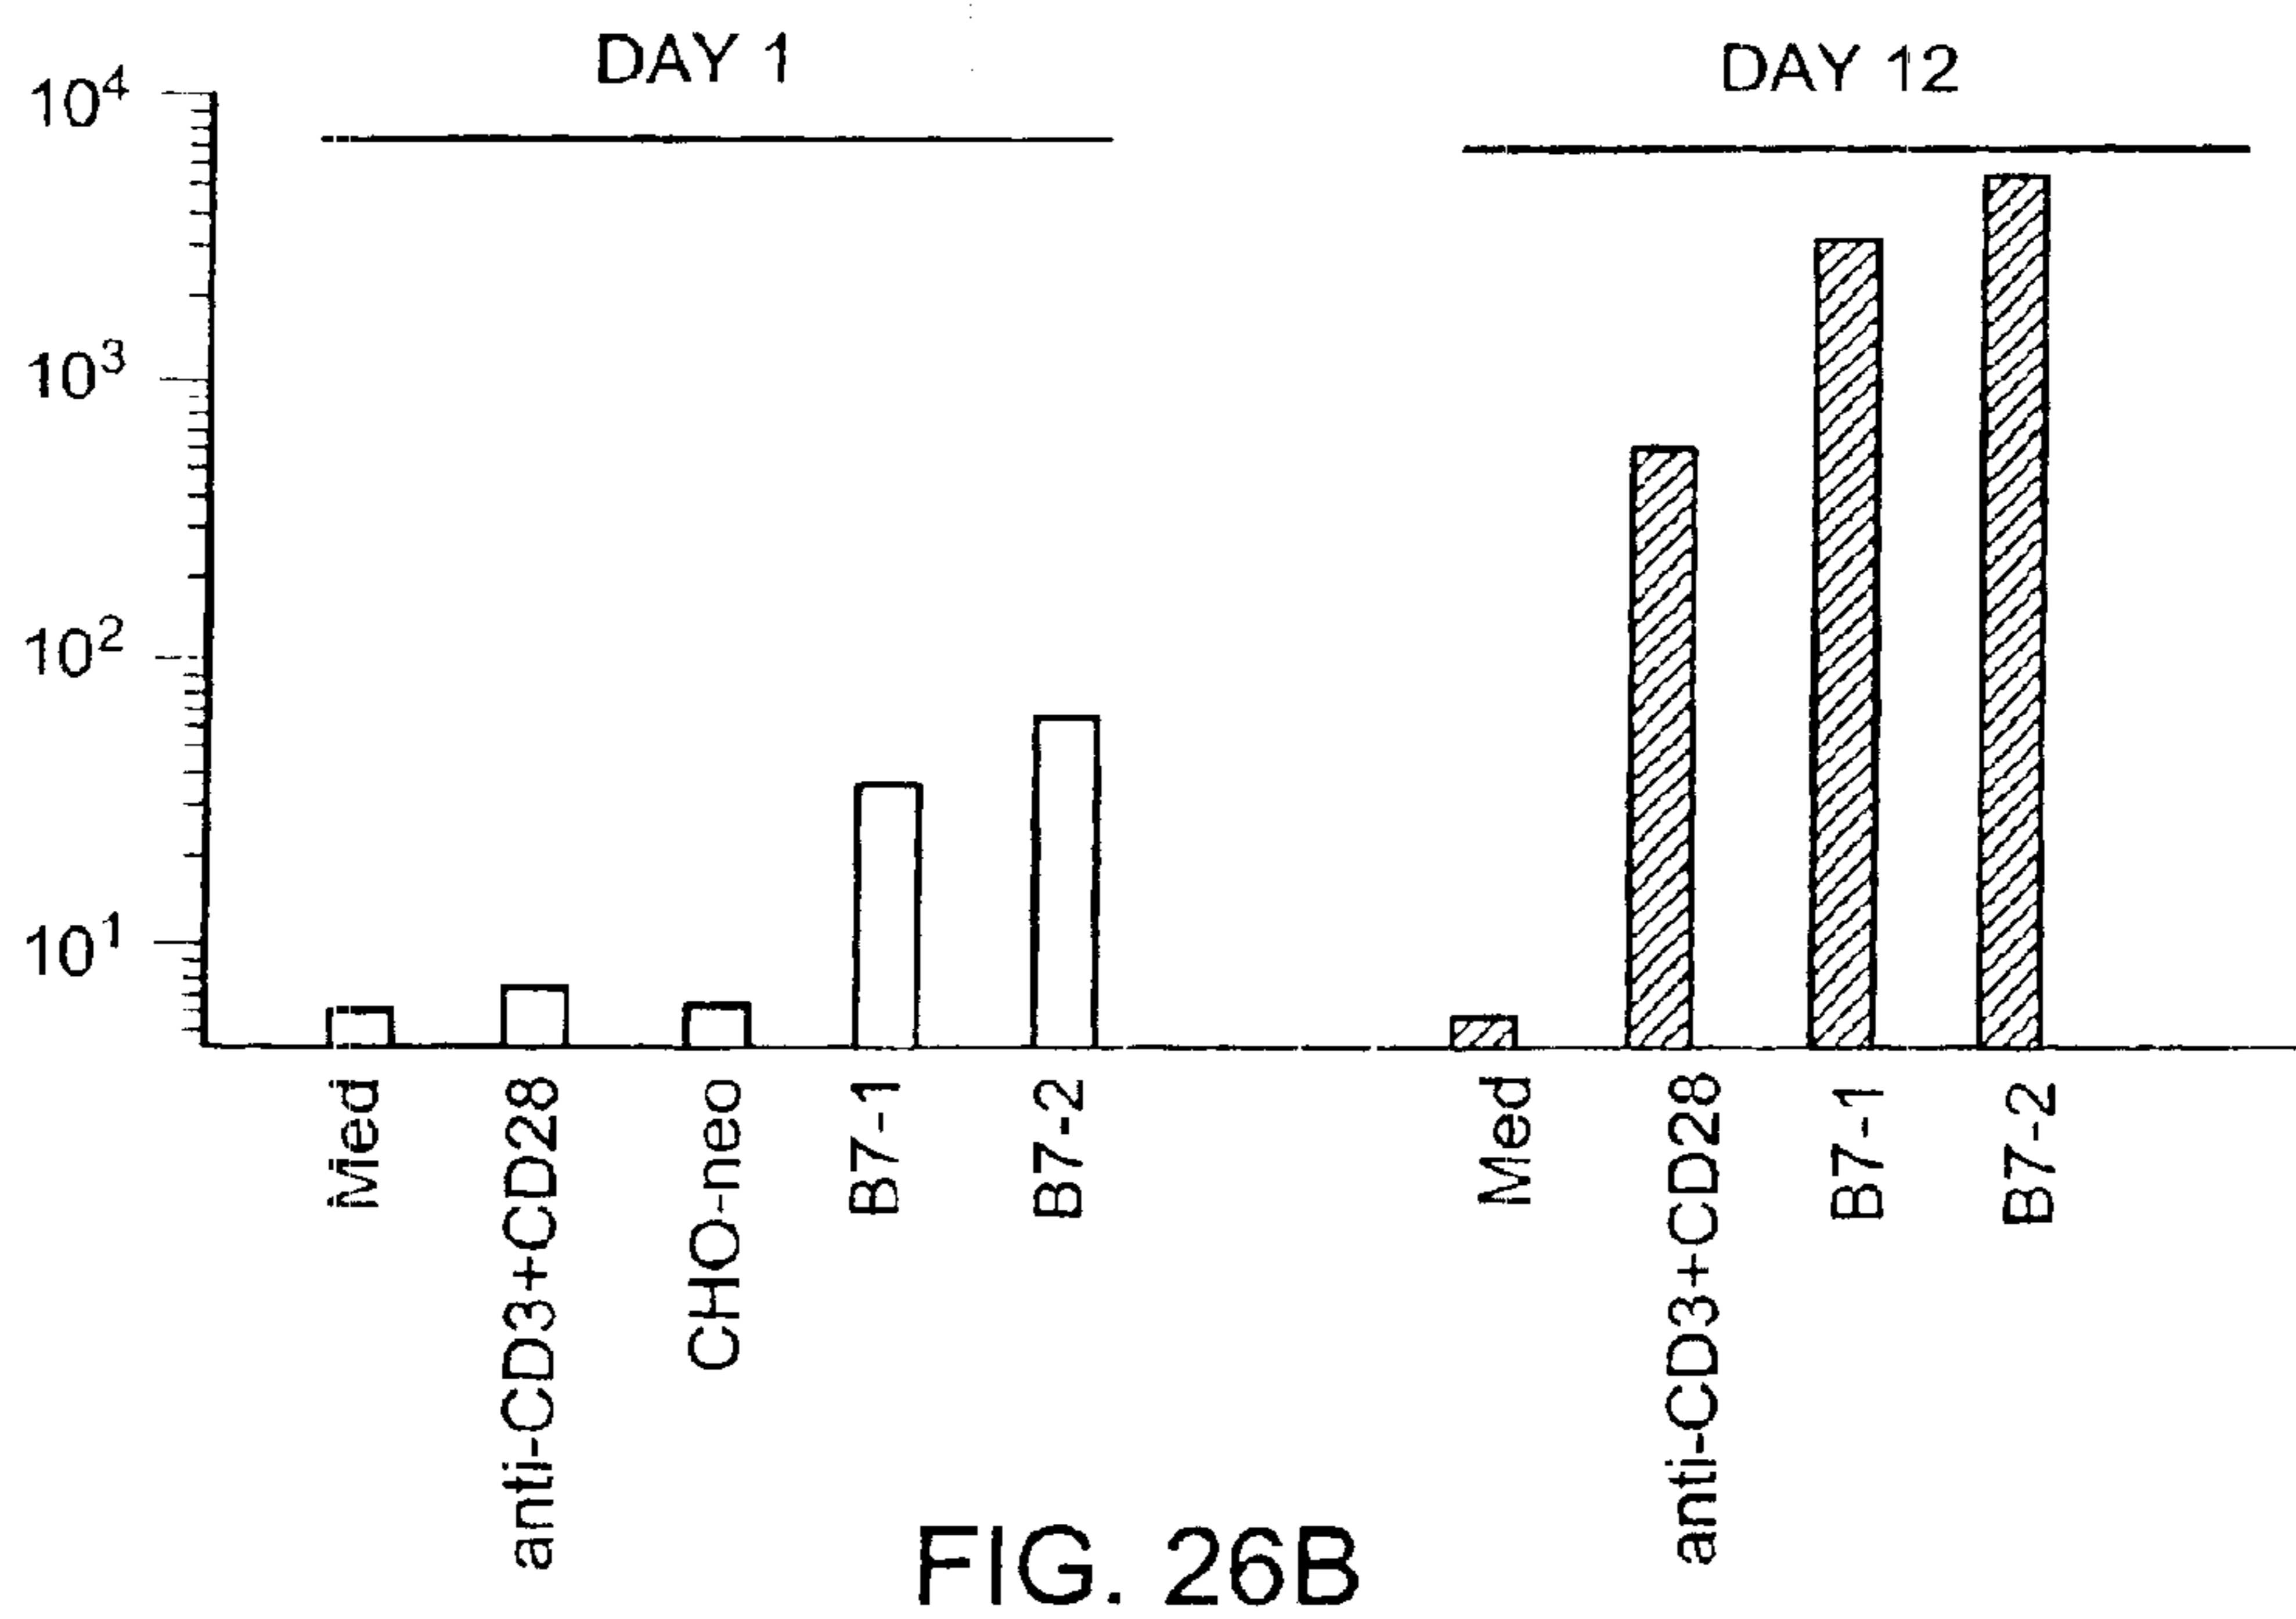 DAY 1
DAY 12
10⁴
10³
10²
10¹
Med
anti-CD3+CD28
CHO-neo
B7-1
B7-2
Med
anti-CD3+CD28
B7-1
B7-2
FIG. 26B